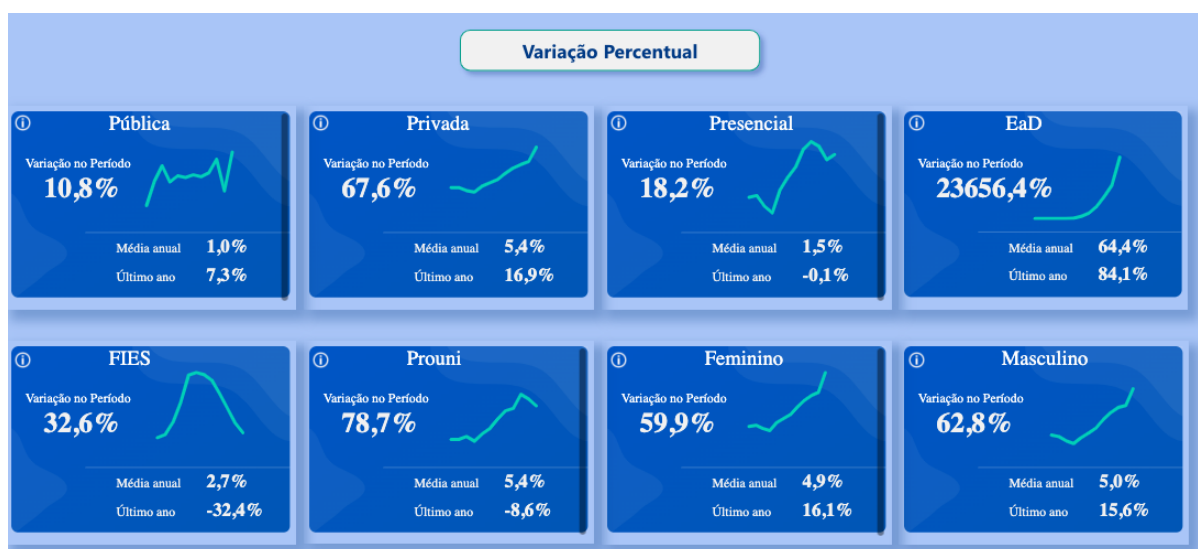 Variação Percentual
Pública
Variação no Período
10,8%
Média anual 1,0%
Último ano 7,3%
Privada
Variação no Período
67,6%
Média anual 5,4%
Último ano 16,9%
Presencial
Variação no Período
18,2%
Média anual 1,5%
Último ano -0,1%
EaD
Variação no Período
23656,4%
Média anual 64,4%
Último ano 84,1%
FIES
Variação no Período
32,6%
Média anual 2,7%
Último ano -32,4%
Prouni
Variação no Período
78,7%
Média anual 5,4%
Último ano -8,6%
Feminino
Variação no Período
59,9%
Média anual 4,9%
Último ano 16,1%
Masculino
Variação no Período
62,8%
Média anual 5,0%
Último ano 15,6%